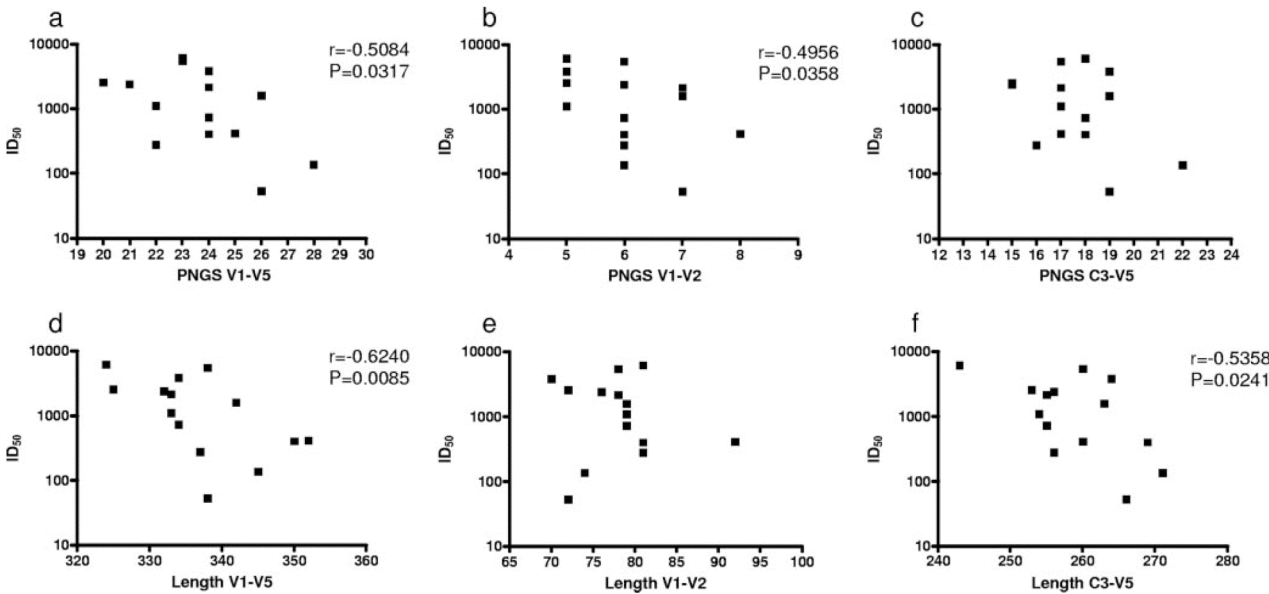 a
r=-0.5084
P=0.0317
ID50
10000
1000
100
10
19 20 21 22 23 24 25 26 27 28 29 30
PNGS V1-V5
b
r=-0.4956
P=0.0358
ID50
10000
1000
100
10
4 5 6 7 8 9
PNGS V1-V2
c
ID50
10000
1000
100
10
12 13 14 15 16 17 18 19 20 21 22 23 24
PNGS C3-V5
d
r=-0.6240
P=0.0085
ID50
10000
1000
100
10
320 330 340 350 360
Length V1-V5
e
ID50
10000
1000
100
10
65 70 75 80 85 90 95 100
Length V1-V2
f
r=-0.5358
P=0.0241
ID50
10000
1000
100
10
240 250 260 270 280
Length C3-V5